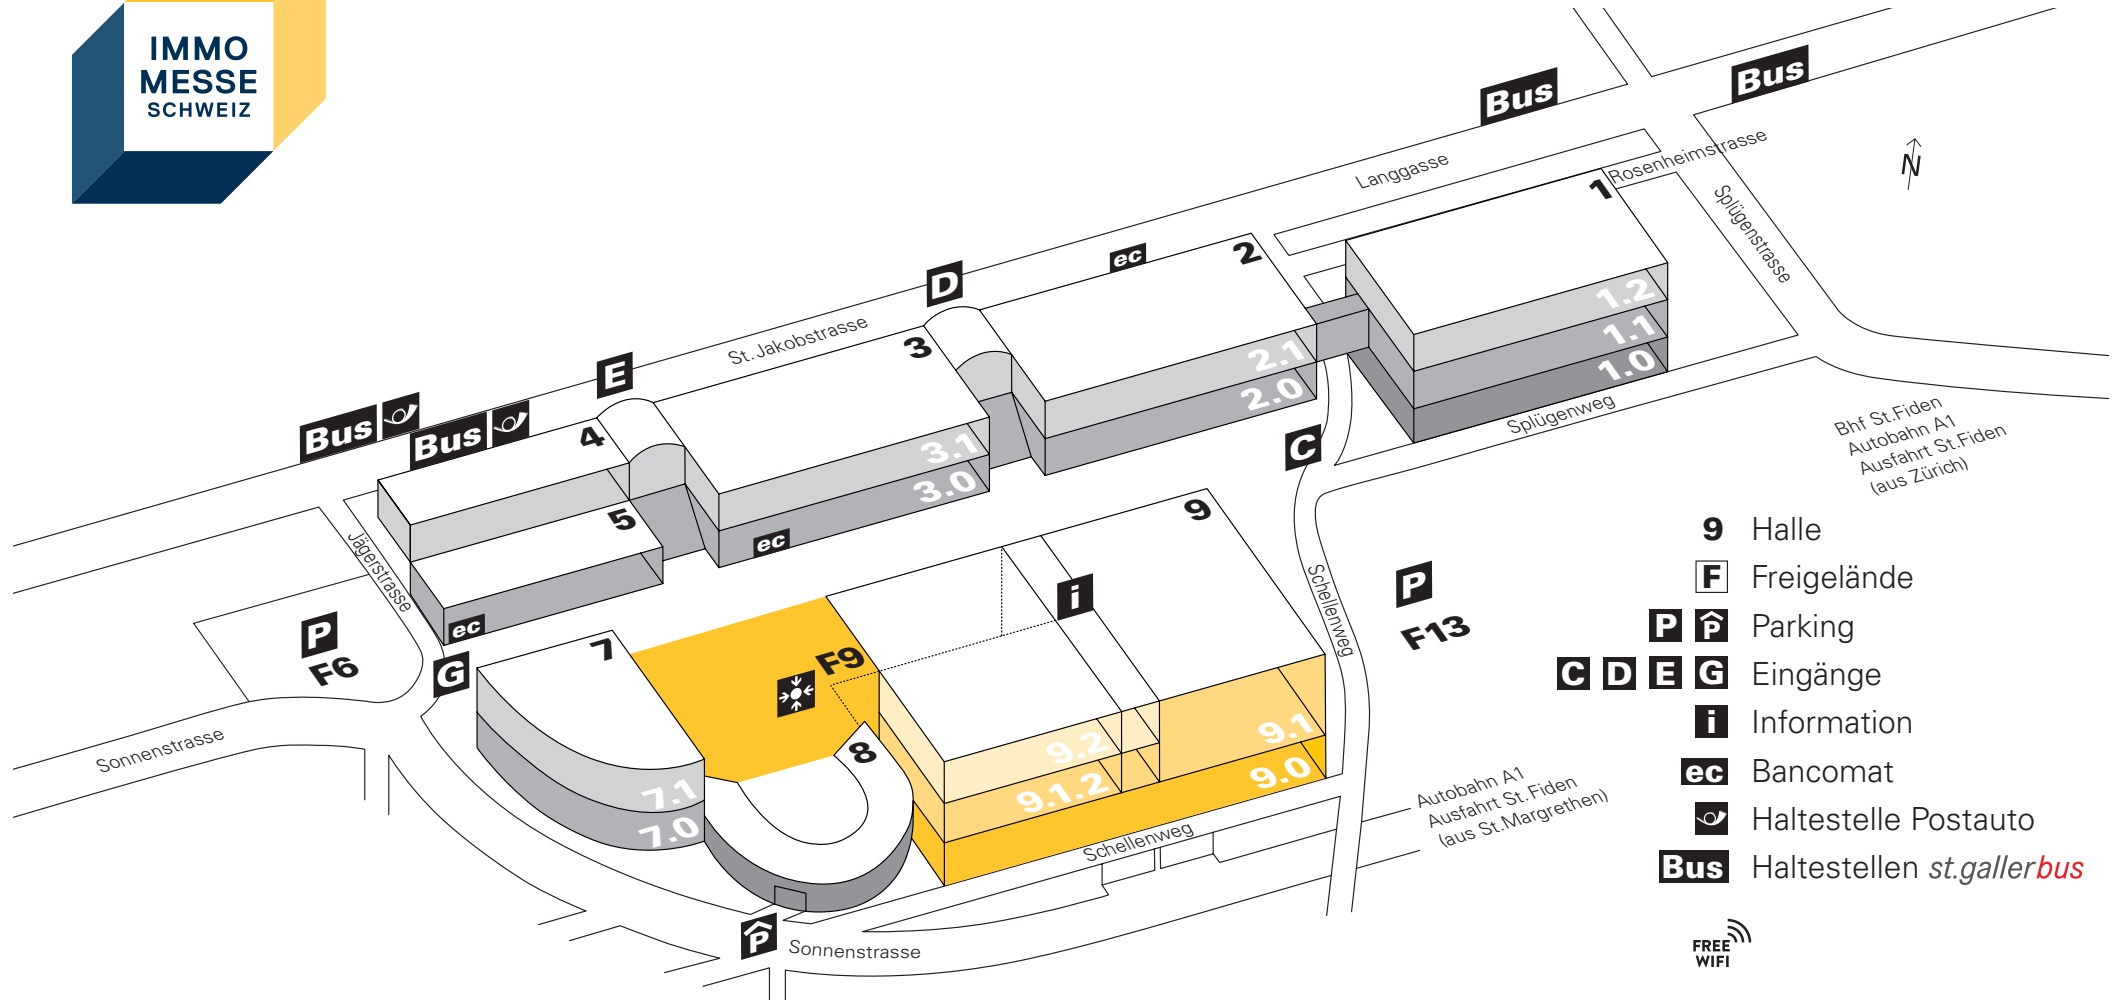 IMMO
MESSE
SCHWEIZ
Bus
Bus
Langgasse
Rosenheimstrasse
N
1
Splügenstrasse
2
ec
D
1.2
1.1
1.0
St. Jakobstrasse
3
2.1
2.0
E
Bus
Bus
4
3.1
3.0
C
Splügenweg
Bhf St.Fiden
Autobahn A1
Ausfahrt St.Fiden
(aus Zürich)
5
ec
9
Jägerstrasse
ec
P
F6
G
7
i
Schellenweg
P
F13
F9
8
9.2
9.1
9.1.2
9.0
7.1
7.0
Sonnenstrasse
Schellenweg
Autobahn A1
Ausfahrt St. Fiden
(aus St.Margrethen)
P
Sonnenstrasse
9 Halle
F Freigelände
P P Parking
C D E G Eingänge
i Information
ec Bancomat
Haltestelle Postauto
Bus Haltestellen st.gallerbus
FREE
WIFI